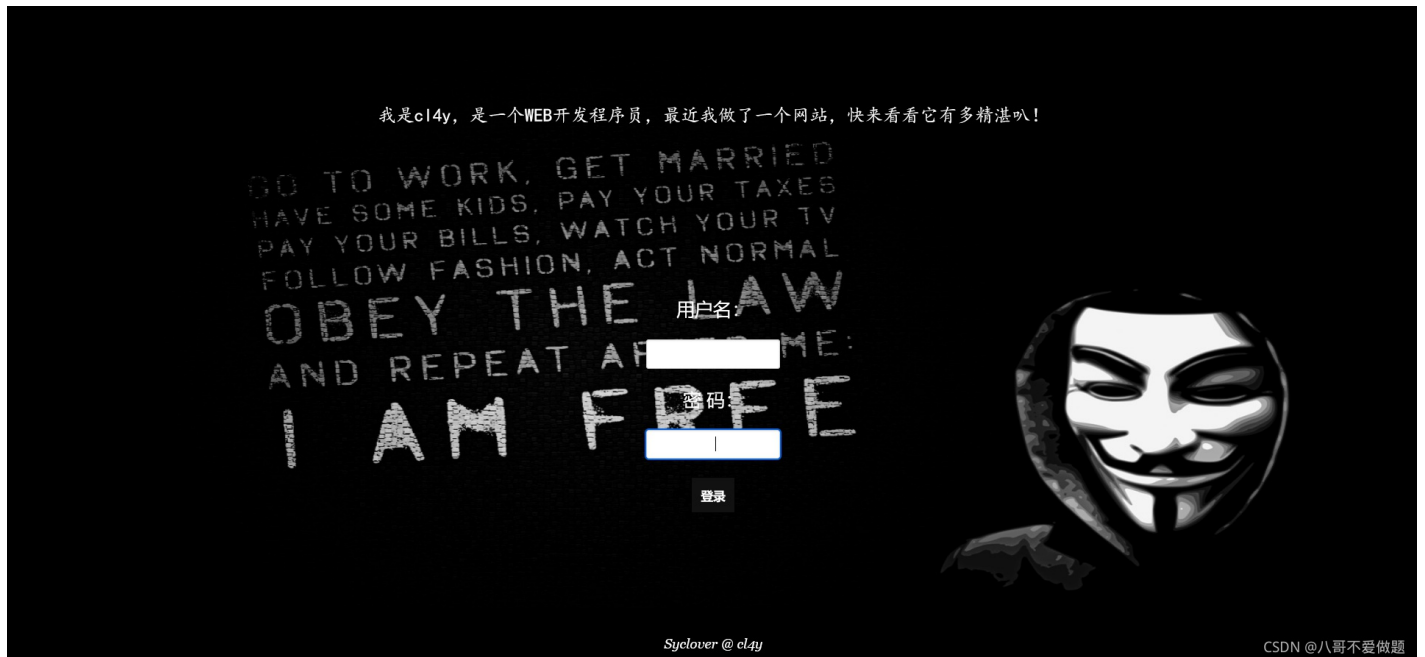 我是cl4y，是一个WEB开发程序员，最近我做了一个网站，快来看看它有多精湛叭！
GO TO WORK, GET MARRIED
HAVE SOME KIDS, PAY YOUR TAXES
PAY YOUR BILLS, WATCH YOUR TV
FOLLOW FASHION, ACT NORMAL
OBEY THE LAW
AND REPEAT AFTER ME:
I AM FREE
用户名：
密 码：
登录
Syclover @ cl4y
CSDN @八哥不爱做题